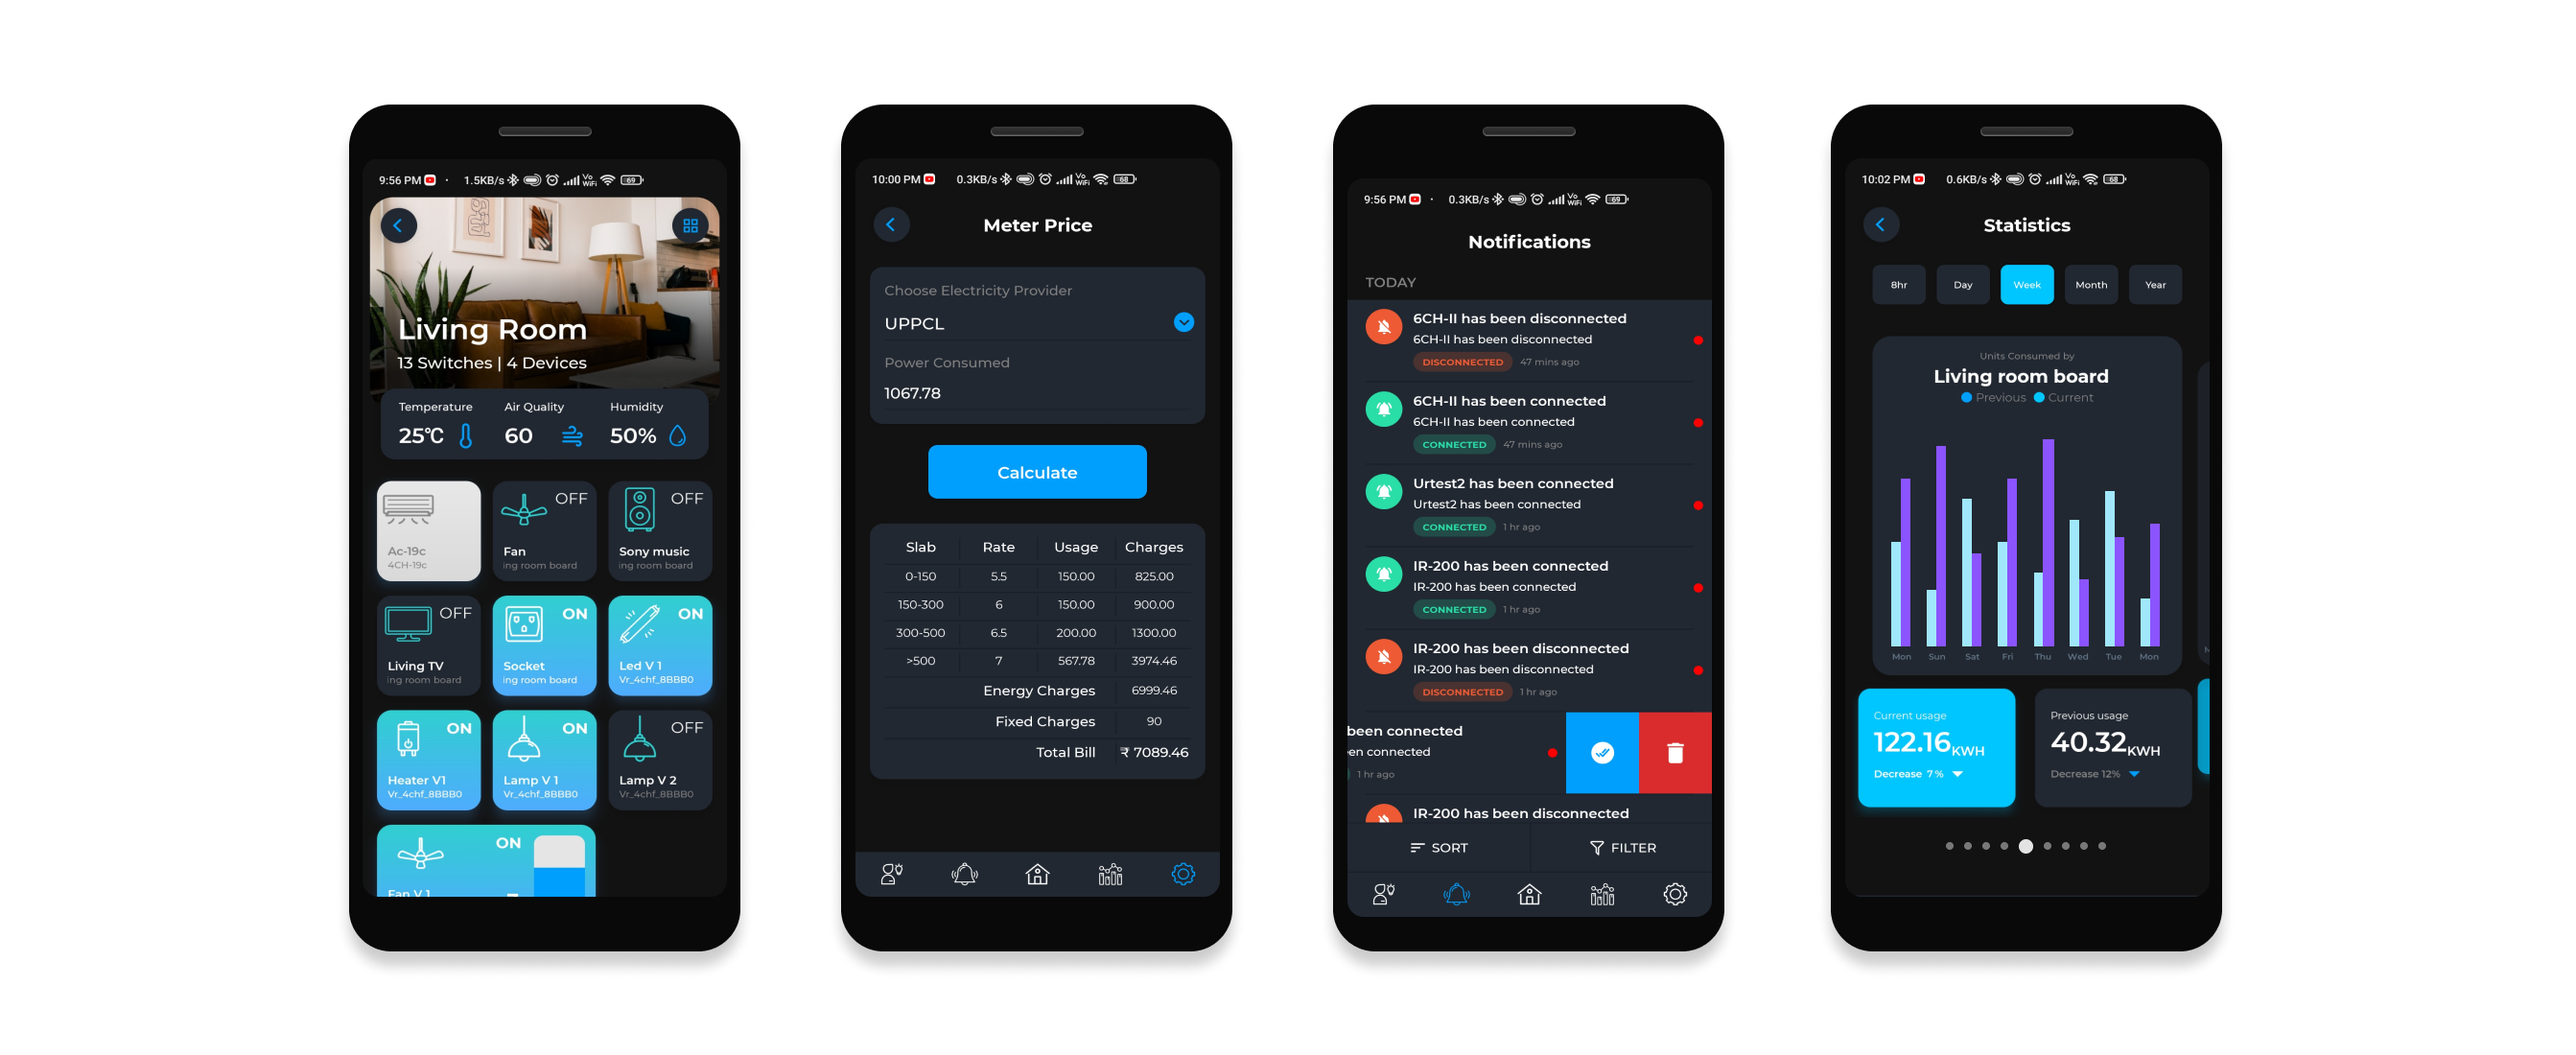 9:56 PM
1.5KB/s
Vo
WiFi
69
Living Room
13 Switches | 4 Devices
Temperature
Air Quality
Humidity
25℃
60
50%
Ac-19c
4CH-19c
OFF
Fan
ing room board
OFF
Sony music
ing room board
OFF
Living TV
ing room board
ON
Socket
ing room board
ON
Led V 1
Vr_4chf_8BBB0
ON
Heater V1
Vr_4chf_8BBB0
ON
Lamp V 1
Vr_4chf_8BBB0
OFF
Lamp V 2
Vr_4chf_8BBB0
ON
Fan V 1
10:00 PM
0.3KB/s
Vo
WiFi
68
Meter Price
Choose Electricity Provider
UPPCL
Power Consumed
1067.78
Calculate
Slab Rate Usage Charges
0-150 5.5 150.00 825.00
150-300 6 150.00 900.00
300-500 6.5 200.00 1300.00
>500 7 567.78 3974.46
Energy Charges 6999.46
Fixed Charges 90
Total Bill ₹ 7089.46
9:56 PM
0.3KB/s
Vo
WiFi
69
Notifications
TODAY
6CH-II has been disconnected
6CH-II has been disconnected
DISCONNECTED 47 mins ago
6CH-II has been connected
6CH-II has been connected
CONNECTED 47 mins ago
Urtest2 has been connected
Urtest2 has been connected
CONNECTED 1 hr ago
IR-200 has been connected
IR-200 has been connected
CONNECTED 1 hr ago
IR-200 has been disconnected
IR-200 has been disconnected
DISCONNECTED 1 hr ago
been connected
en connected
1 hr ago
IR-200 has been disconnected
SORT
FILTER
10:02 PM
0.6KB/s
Vo
WiFi
68
Statistics
8hr Day Week Month Year
Units Consumed by
Living room board
Previous Current
Mon Sun Sat Fri Thu Wed Tue Mon
Current usage
122.16KWH
Decrease 7 %
Previous usage
40.32KWH
Decrease 12%